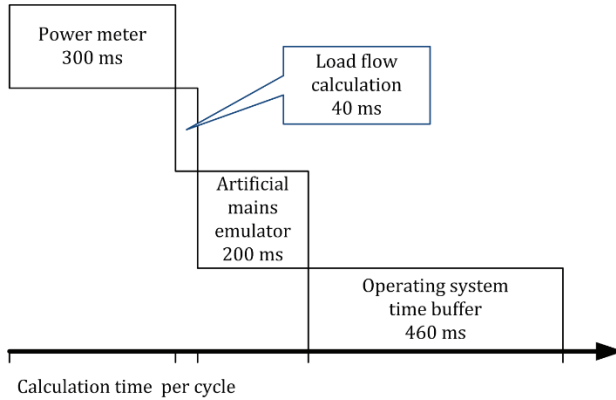 Power meter
300 ms
Load flow
calculation
40 ms
Artificial
mains
emulator
200 ms
Operating system
time buffer
460 ms
Calculation time per cycle